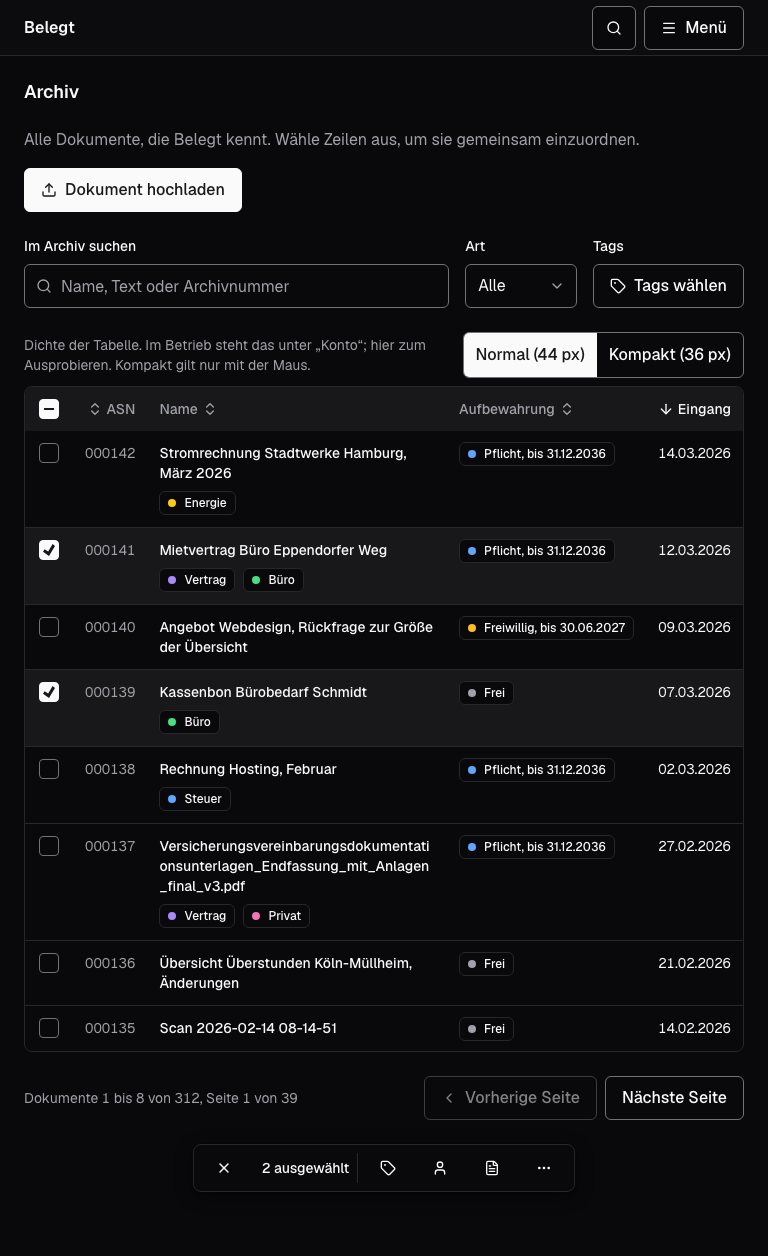 Belegt
Menü
Archiv
Alle Dokumente, die Belegt kennt. Wähle Zeilen aus, um sie gemeinsam einzuordnen.
Dokument hochladen
Im Archiv suchen
Art
Tags
Name, Text oder Archivnummer
Alle
Tags wählen
Dichte der Tabelle. Im Betrieb steht das unter „Konto“; hier zum
Ausprobieren. Kompakt gilt nur mit der Maus.
Normal (44 px)
Kompakt (36 px)
ASN
Name
Aufbewahrung
Eingang
000142
Stromrechnung Stadtwerke Hamburg,
März 2026
Energie
Pflicht, bis 31.12.2036
14.03.2026
000141
Mietvertrag Büro Eppendorfer Weg
Vertrag
Büro
Pflicht, bis 31.12.2036
12.03.2026
000140
Angebot Webdesign, Rückfrage zur Größe
der Übersicht
Freiwillig, bis 30.06.2027
09.03.2026
000139
Kassenbon Bürobedarf Schmidt
Büro
Frei
07.03.2026
000138
Rechnung Hosting, Februar
Steuer
Pflicht, bis 31.12.2036
02.03.2026
000137
Versicherungsvereinbarungsdokumentati
onsunterlagen_Endfassung_mit_Anlagen
_final_v3.pdf
Vertrag
Privat
Pflicht, bis 31.12.2036
27.02.2026
000136
Übersicht Überstunden Köln-Müllheim,
Änderungen
Frei
21.02.2026
000135
Scan 2026-02-14 08-14-51
Frei
14.02.2026
Dokumente 1 bis 8 von 312, Seite 1 von 39
Vorherige Seite
Nächste Seite
2 ausgewählt